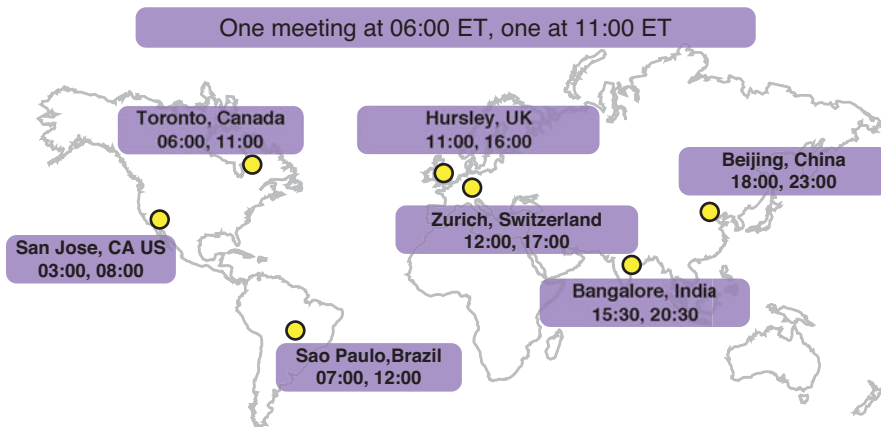 One meeting at 06:00 ET, one at 11:00 ET
Toronto, Canada
06:00, 11:00
Hursley, UK
11:00, 16:00
Beijing, China
18:00, 23:00
Zurich, Switzerland
12:00, 17:00
San Jose, CA US
03:00, 08:00
Bangalore, India
15:30, 20:30
Sao Paulo,Brazil
07:00, 12:00